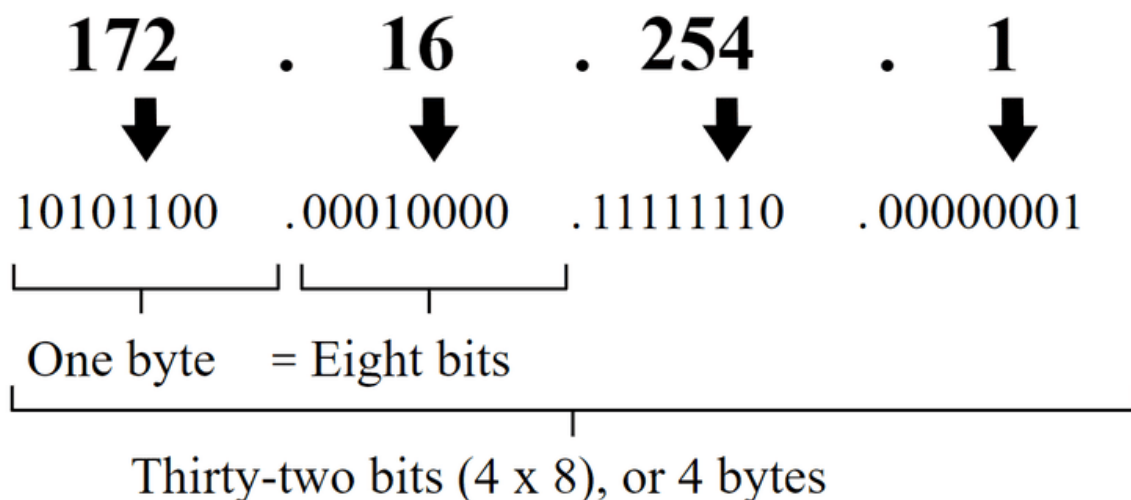 172 . 16 . 254 . 1
10101100 .00010000 .11111110 .00000001
One byte = Eight bits
Thirty-two bits (4 x 8), or 4 bytes